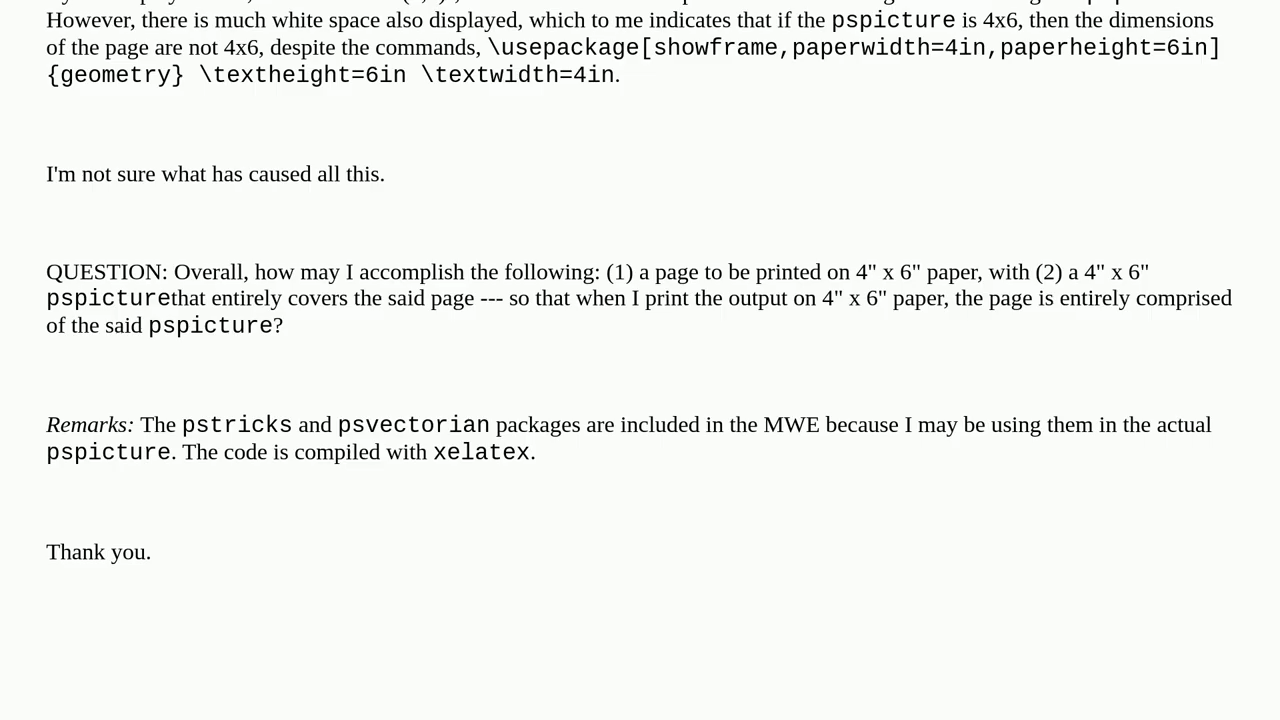 However, there is much white space also displayed, which to me indicates that if the pspicture is 4x6, then the dimensions
of the page are not 4x6, despite the commands, \usepackage[showframe,paperwidth=4in,paperheight=6in]
{geometry} \textheight=6in \textwidth=4in.
I'm not sure what has caused all this.
QUESTION: Overall, how may I accomplish the following: (1) a page to be printed on 4" x 6" paper, with (2) a 4" x 6"
pspicturethat entirely covers the said page --- so that when I print the output on 4" x 6" paper, the page is entirely comprised
of the said pspicture?
Remarks: The pstricks and psvectorian packages are included in the MWE because I may be using them in the actual
pspicture. The code is compiled with xelatex.
Thank you.